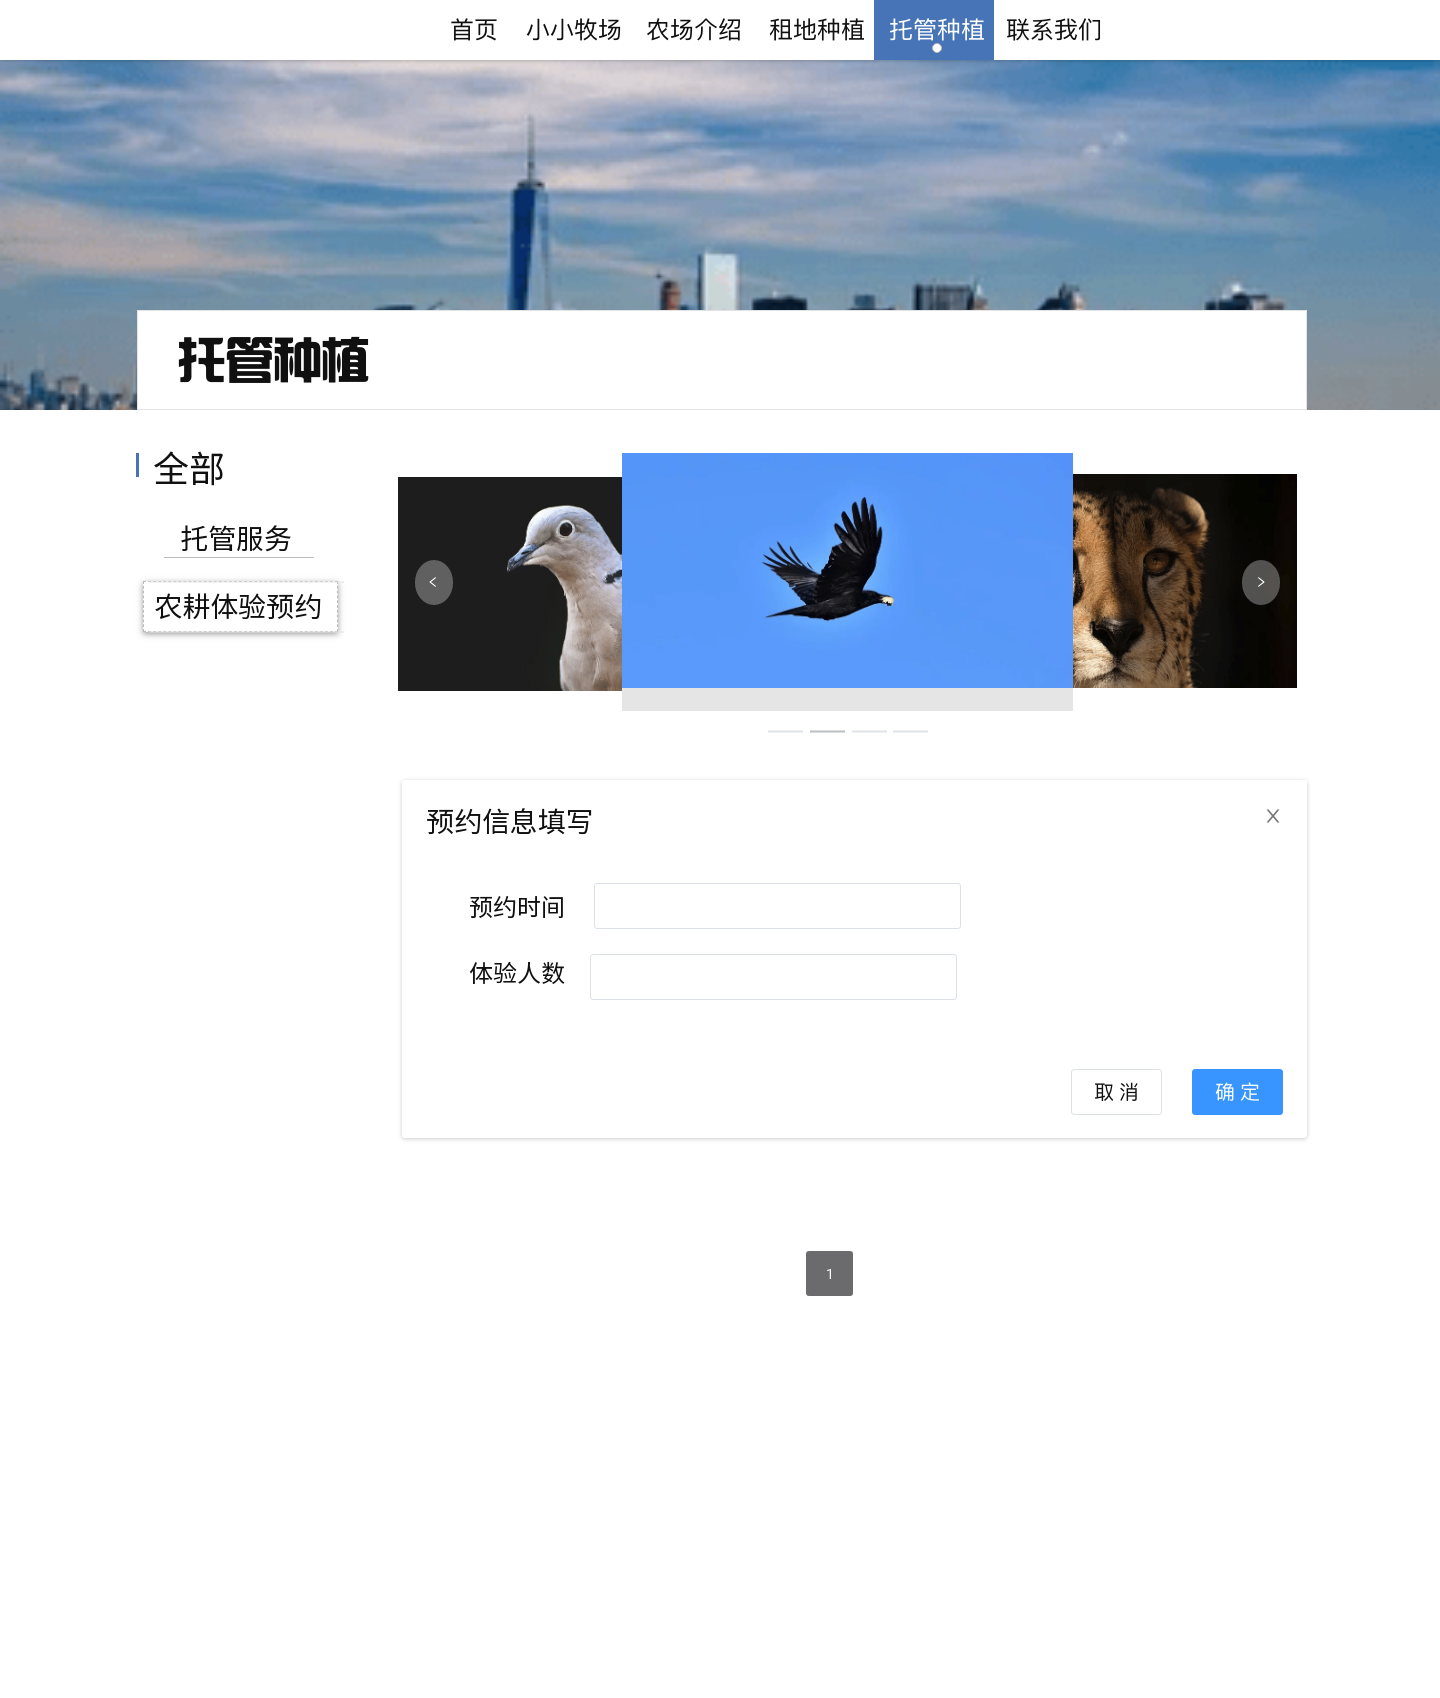 首页 小小牧场 农场介绍 租地种植 托管种植 联系我们
托管种植
全部
托管服务
农耕体验预约
预约信息填写
预约时间
体验人数
取 消 确 定
1